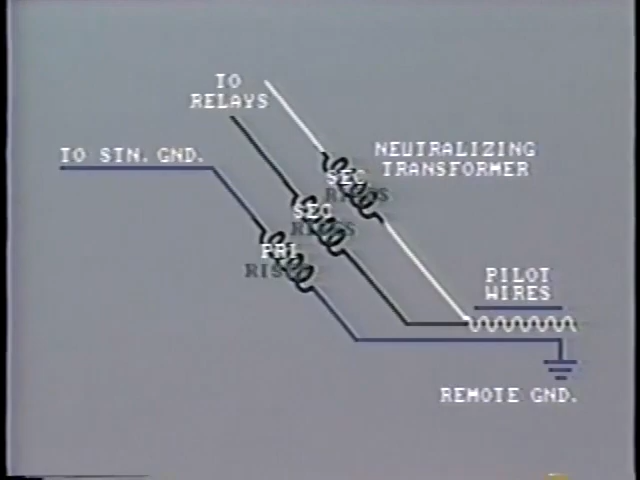 TO
RELAYS
TO STN. GND.
NEUTRALIZING
TRANSFORMER
SEC
SEC
PRI
PILOT
WIRES
REMOTE GND.